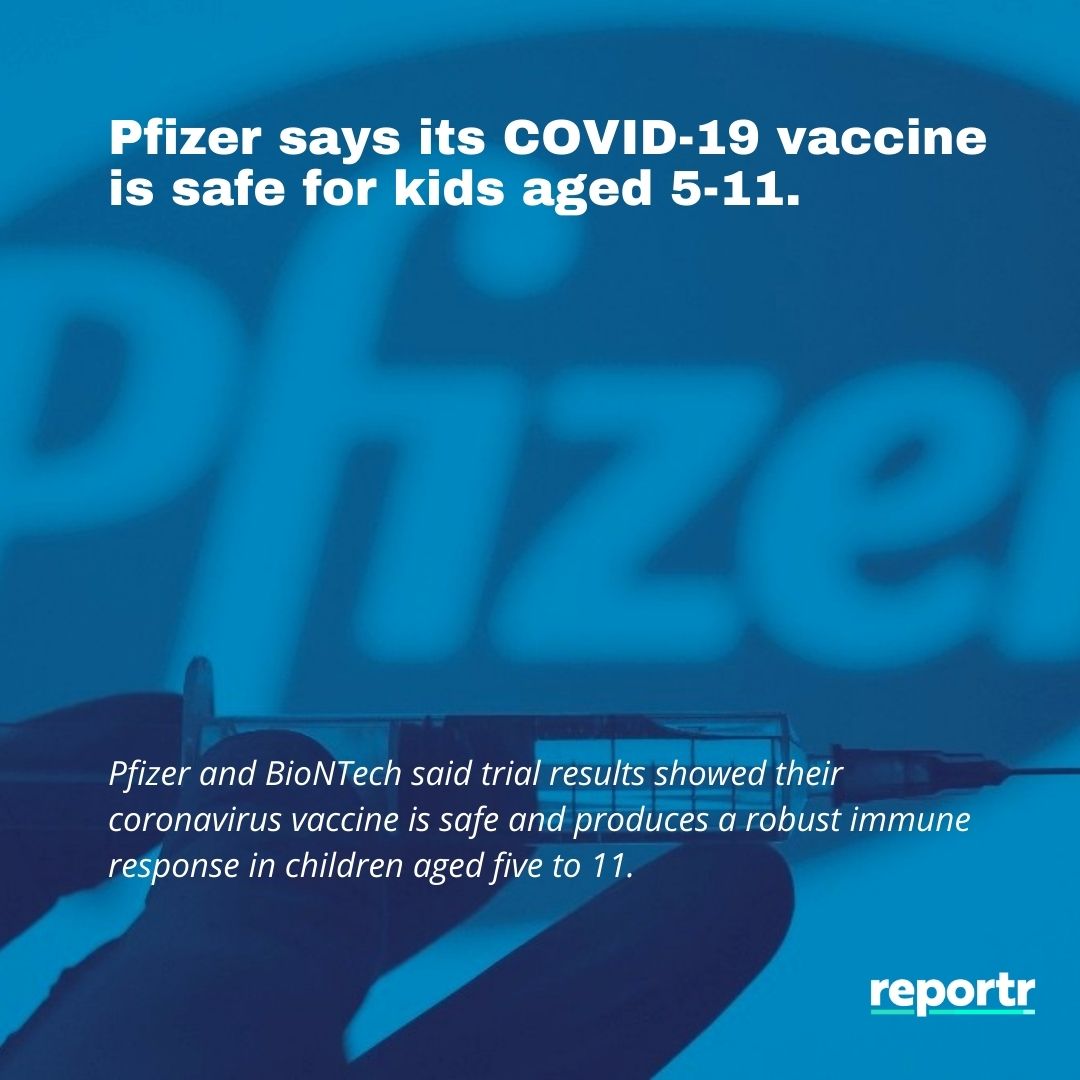 Pfizer says its COVID-19 vaccine
is safe for kids aged 5-11.
Pfizer
Pfizer and BioNTech said trial results showed their
coronavirus vaccine is safe and produces a robust immune
response in children aged five to 11.
reportr